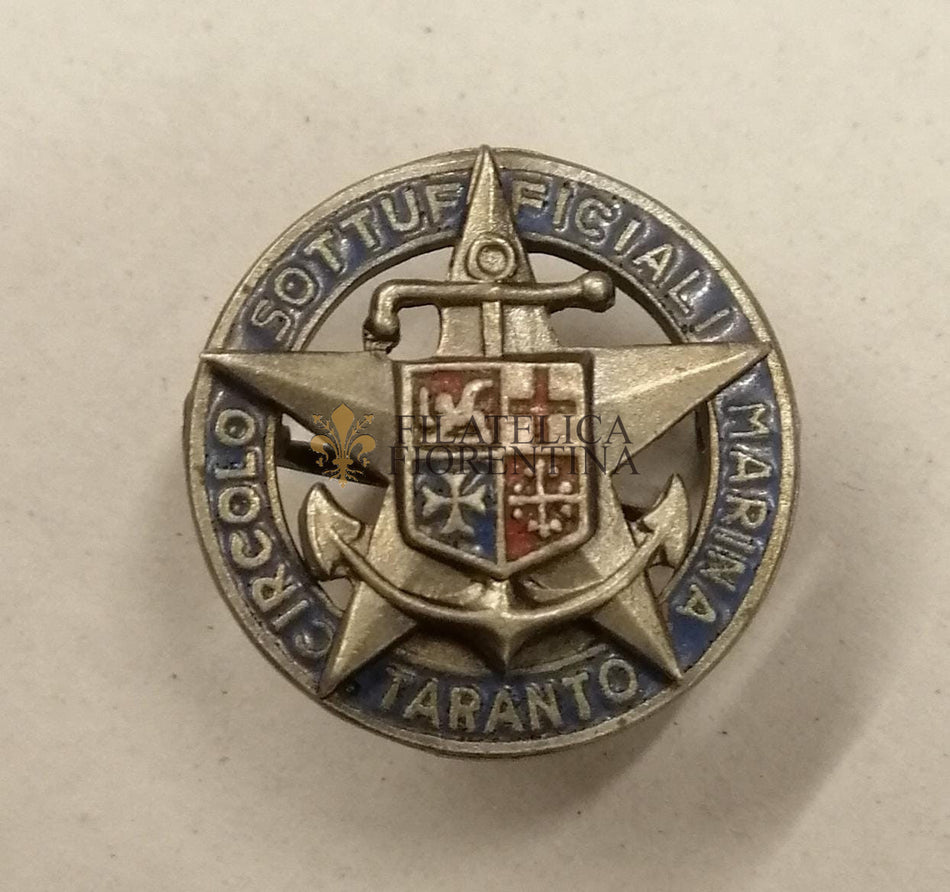 CIRCOLO SOTTUFFICIALI MARINA
TARANTO
FILATELICA
FIORENTINA